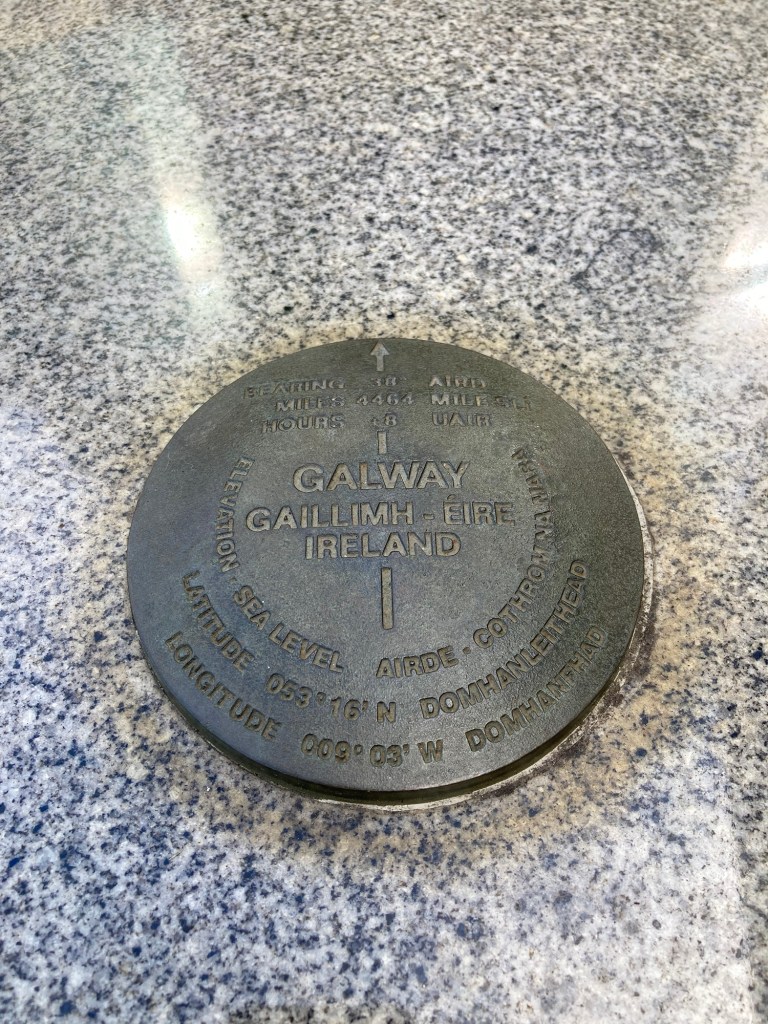 BEARING 38 AIRD
MILES 4464 MILE SLI
HOURS +8 UAIR
GALWAY
GAILLIMH - ÉIRE
IRELAND
ELEVATION - SEA LEVEL AIRDE - COTHROM NA MARA
LATITUDE 053° 16' N DOMHANLEITHEAD
LONGITUDE 009° 03' W DOMHANFHAD